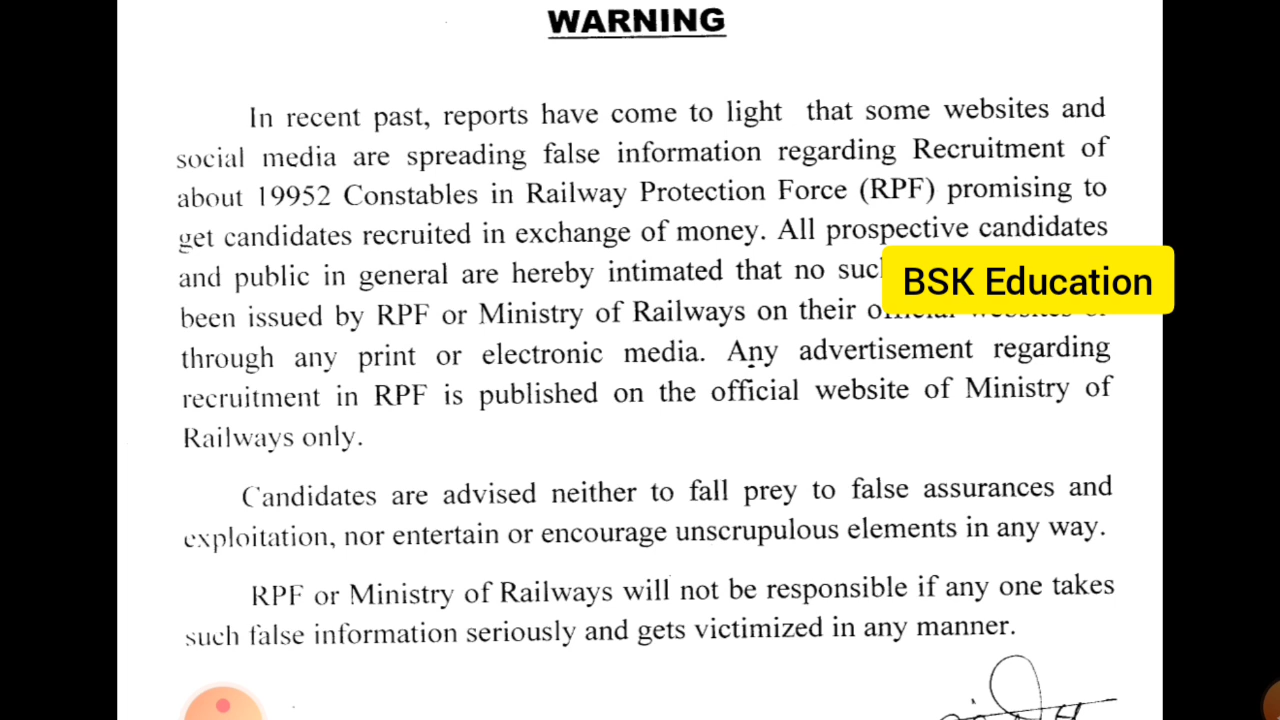 WARNING
In recent past, reports have come to light that some websites and
social media are spreading false information regarding Recruitment of
about 19952 Constables in Railway Protection Force (RPF) promising to
get candidates recruited in exchange of money. All prospective candidates
and public in general are hereby intimated that no
BSK Education
been issued by RPF or Ministry of Railways on their
through any print or electronic media. Any advertisement regarding
recruitment in RPF is published on the official website of Ministry of
Railways only.
Candidates are advised neither to fall prey to false assurances and
exploitation, nor entertain or encourage unscrupulous elements in any way.
RPF or Ministry of Railways will not be responsible if any one takes
such false information seriously and gets victimized in any manner.